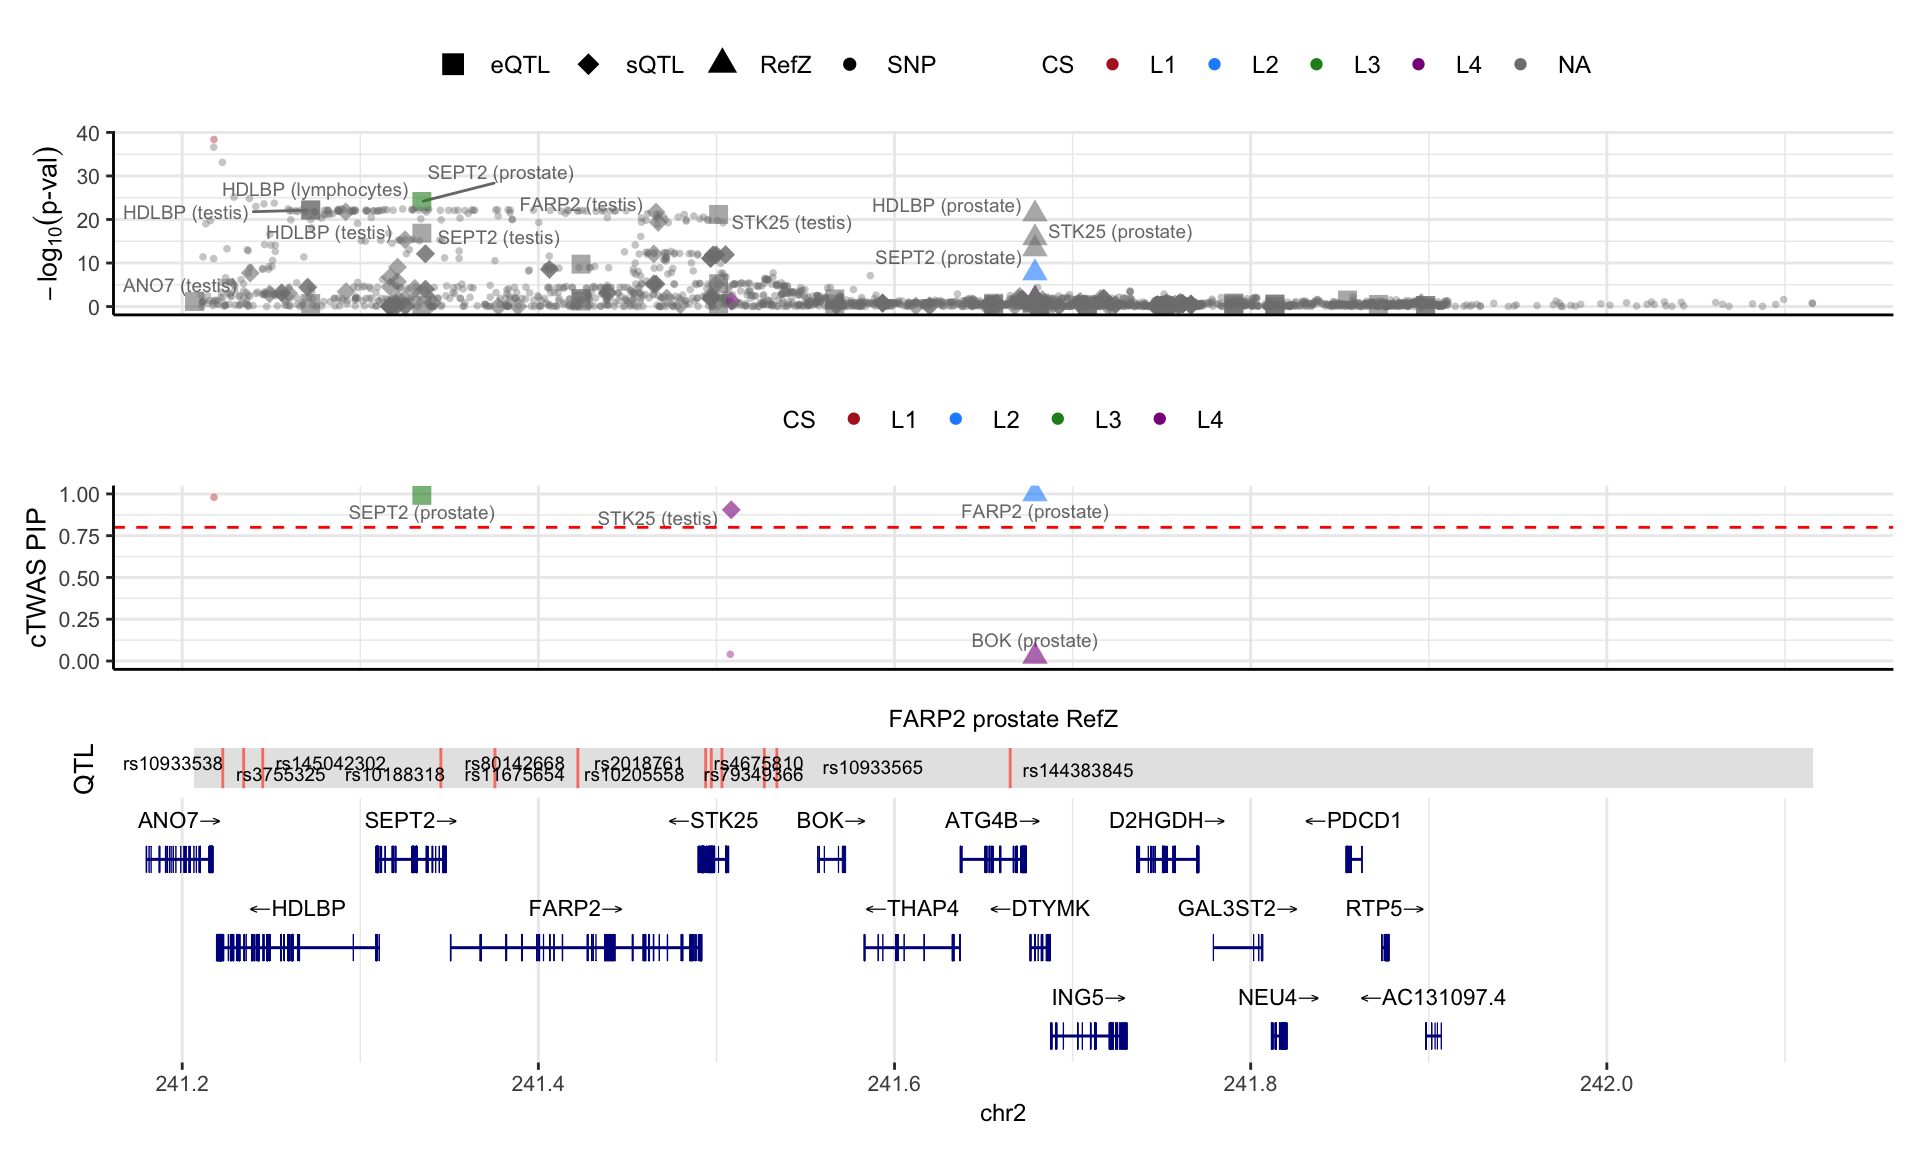 eQTL sQTL RefZ SNP CS L1 L2 L3 L4 NA
− log10(p-val)
40
30
20
10
0
SEPT2 (prostate)
HDLBP (lymphocytes)
HDLBP (testis)
FARP2 (testis)
HDLBP (prostate)
STK25 (testis)
HDLBP (testis)
SEPT2 (testis)
STK25 (prostate)
SEPT2 (prostate)
ANO7 (testis)
CS L1 L2 L3 L4
cTWAS PIP
1.00
0.75
0.50
0.25
0.00
SEPT2 (prostate)
STK25 (testis)
FARP2 (prostate)
BOK (prostate)
FARP2 prostate RefZ
QTL
rs10933538
rs3755325
rs145042302
rs10188318
rs80142668
rs11675654
rs2018761
rs10205558
rs4675810
rs79349366
rs10933565
rs144383845
ANO7→ SEPT2→ ←STK25 BOK→ ATG4B→ D2HGDH→ ←PDCD1
←HDLBP FARP2→ ←THAP4 ←DTYMK GAL3ST2→ RTP5→
ING5→ NEU4→ ←AC131097.4
241.2 241.4 241.6 241.8 242.0
chr2